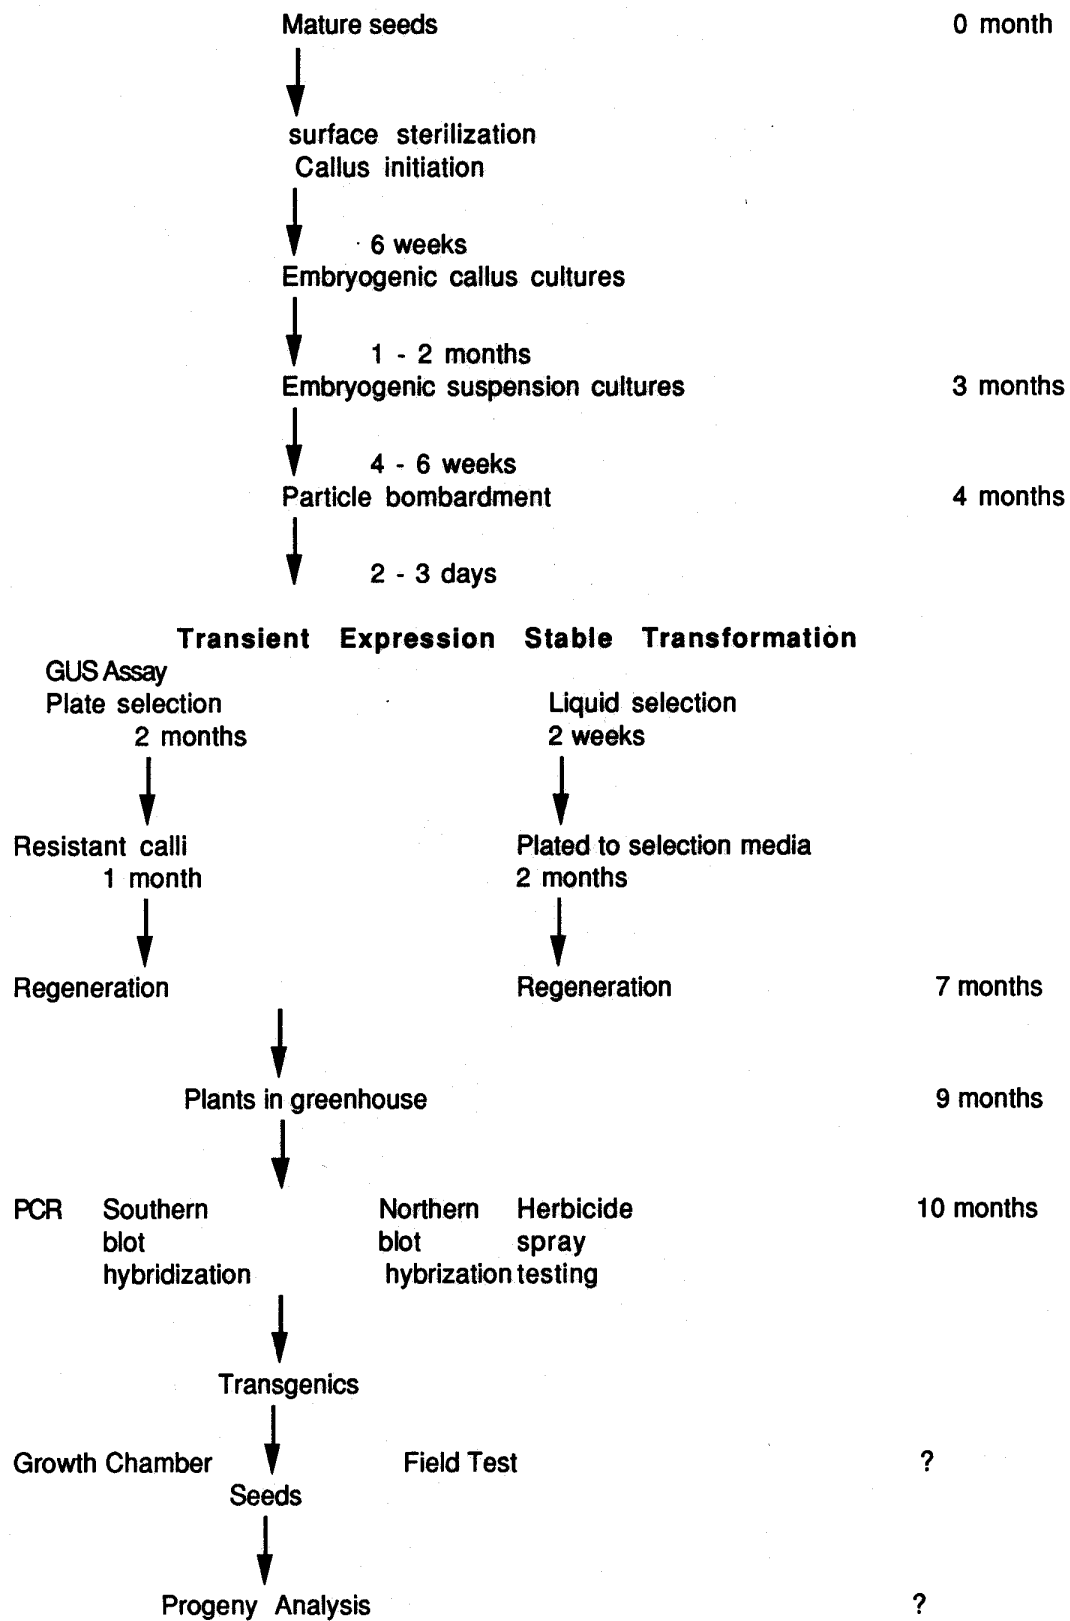 Mature seeds 0 month
surface sterilization
Callus initiation
6 weeks
Embryogenic callus cultures
1 - 2 months
Embryogenic suspension cultures 3 months
4 - 6 weeks
Particle bombardment 4 months
2 - 3 days
Transient Expression Stable Transformation
GUS Assay
Plate selection Liquid selection
2 months 2 weeks
Resistant calli Plated to selection media
1 month 2 months
Regeneration Regeneration 7 months
Plants in greenhouse 9 months
PCR Southern Northern Herbicide 10 months
blot blot spray
hybridization hybrization testing
Transgenics
Growth Chamber Field Test ?
Seeds
Progeny Analysis ?